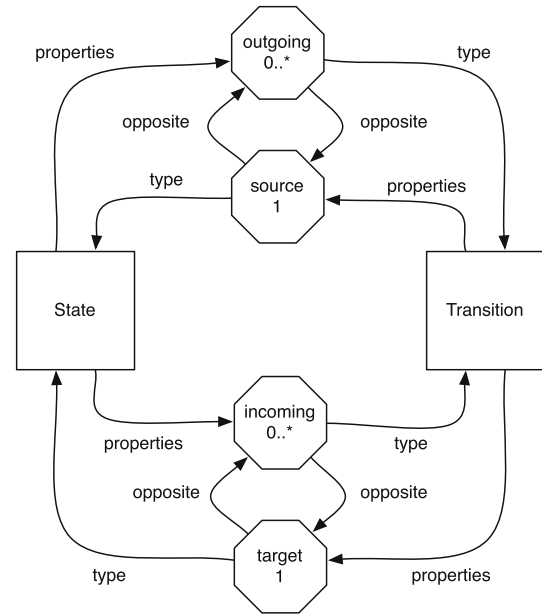 outgoing
0..*
properties
type
opposite
opposite
type
source
1
properties
State
Transition
incoming
0..*
properties
type
opposite
opposite
target
1
type
properties